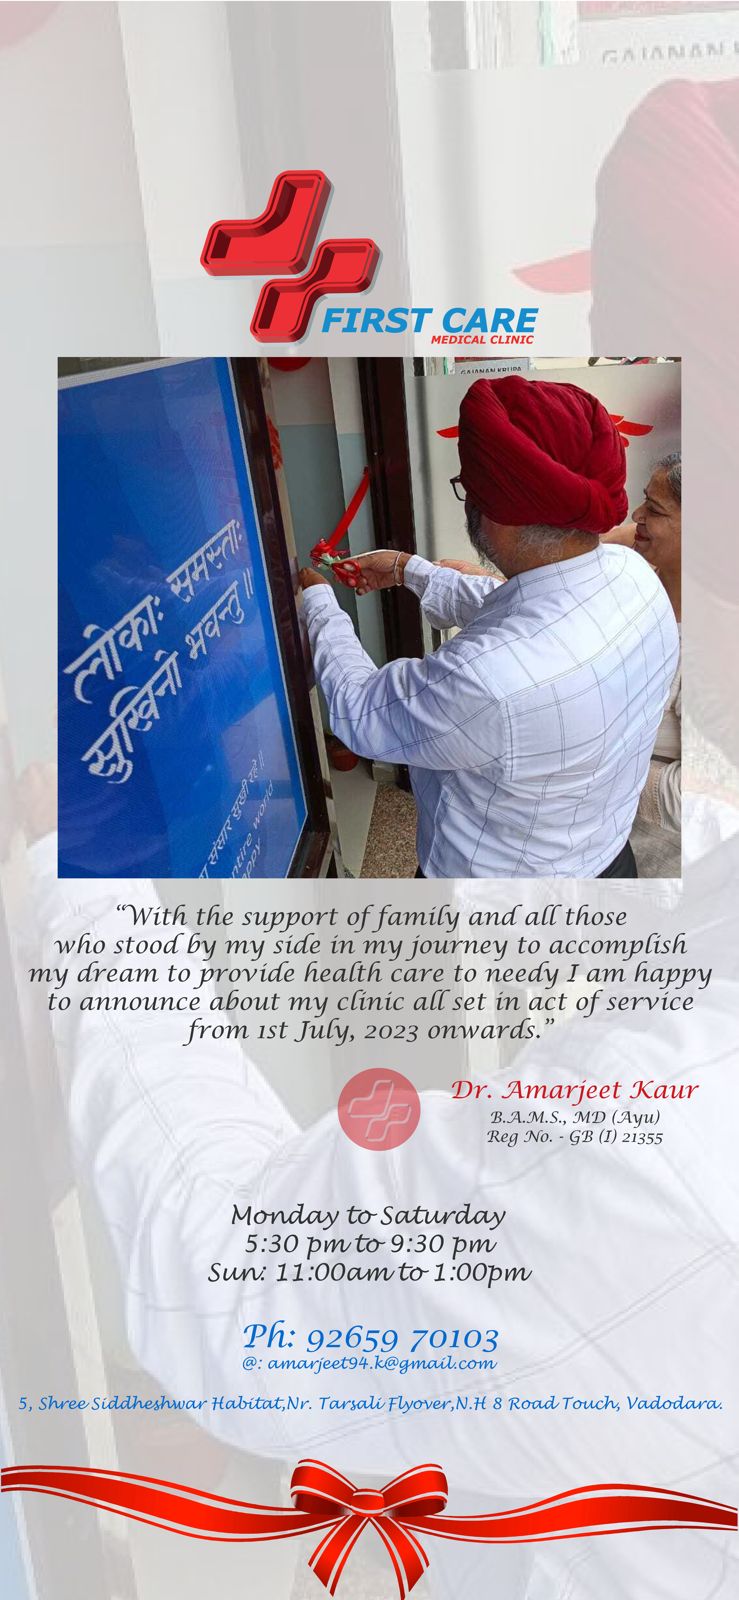 GAJANAN K
FIRST CARE
MEDICAL CLINIC
GAJANAN KRUPA
लोकाः समस्ताः
सुखिनो भवन्तु॥
संसार सुखी रहे॥
entire world
happy
“With the support of family and all those
who stood by my side in my journey to accomplish
my dream to provide health care to needy I am happy
to announce about my clinic all set in act of service
from 1st July, 2023 onwards.”
Dr. Amarjeet Kaur
B.A.M.S., MD (Ayu)
Reg No. - GB (I) 21355
Monday to Saturday
5:30 pm to 9:30 pm
Sun: 11:00am to 1:00pm
Ph: 92659 70103
@: amarjeet94.k@gmail.com
5, Shree Siddheshwar Habitat,Nr. Tarsali Flyover,N.H 8 Road Touch, Vadodara.